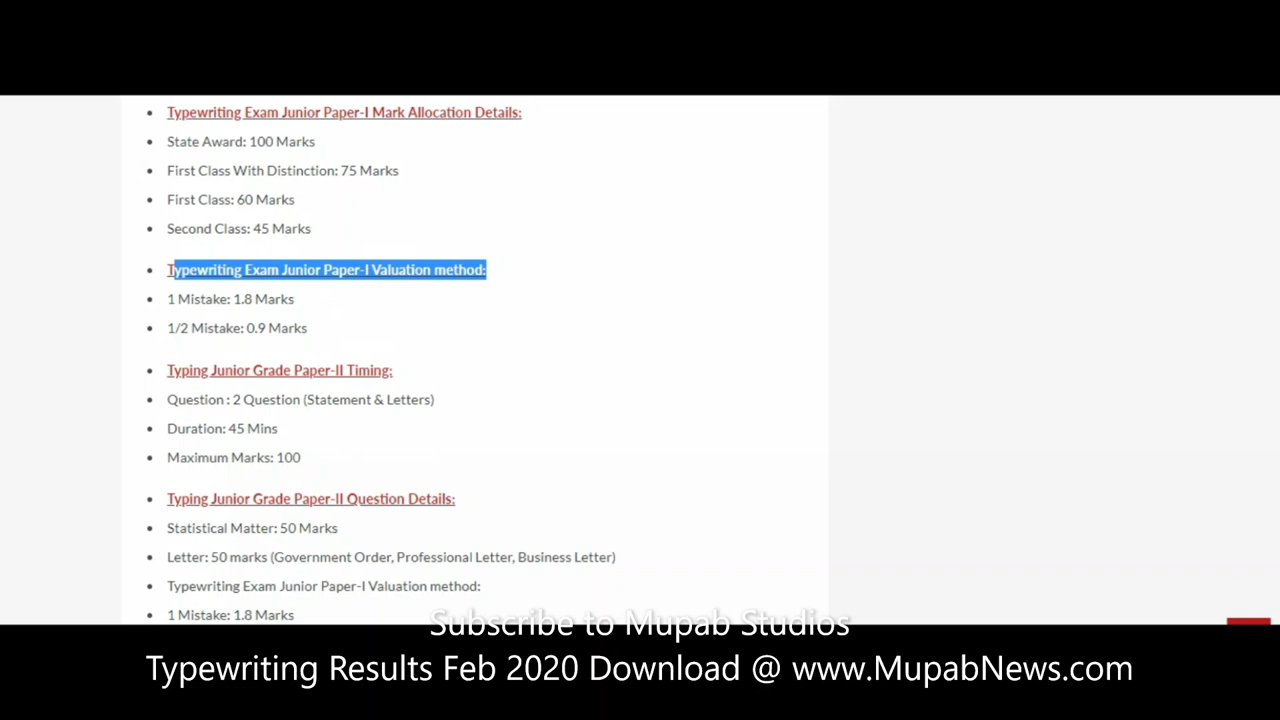 Typewriting Exam Junior Paper-I Mark Allocation Details:
State Award: 100 Marks
First Class With Distinction: 75 Marks
First Class: 60 Marks
Second Class: 45 Marks
Typewriting Exam Junior Paper-I Valuation method:
1 Mistake: 1.8 Marks
1/2 Mistake: 0.9 Marks
Typing Junior Grade Paper-II Timing:
Question : 2 Question (Statement & Letters)
Duration: 45 Mins
Maximum Marks: 100
Typing Junior Grade Paper-II Question Details:
Statistical Matter: 50 Marks
Letter: 50 marks (Government Order, Professional Letter, Business Letter)
Typewriting Exam Junior Paper-I Valuation method:
1 Mistake: 1.8 Marks
Subscribe to Mupab Studios
Typewriting Results Feb 2020 Download @ www.MupabNews.com